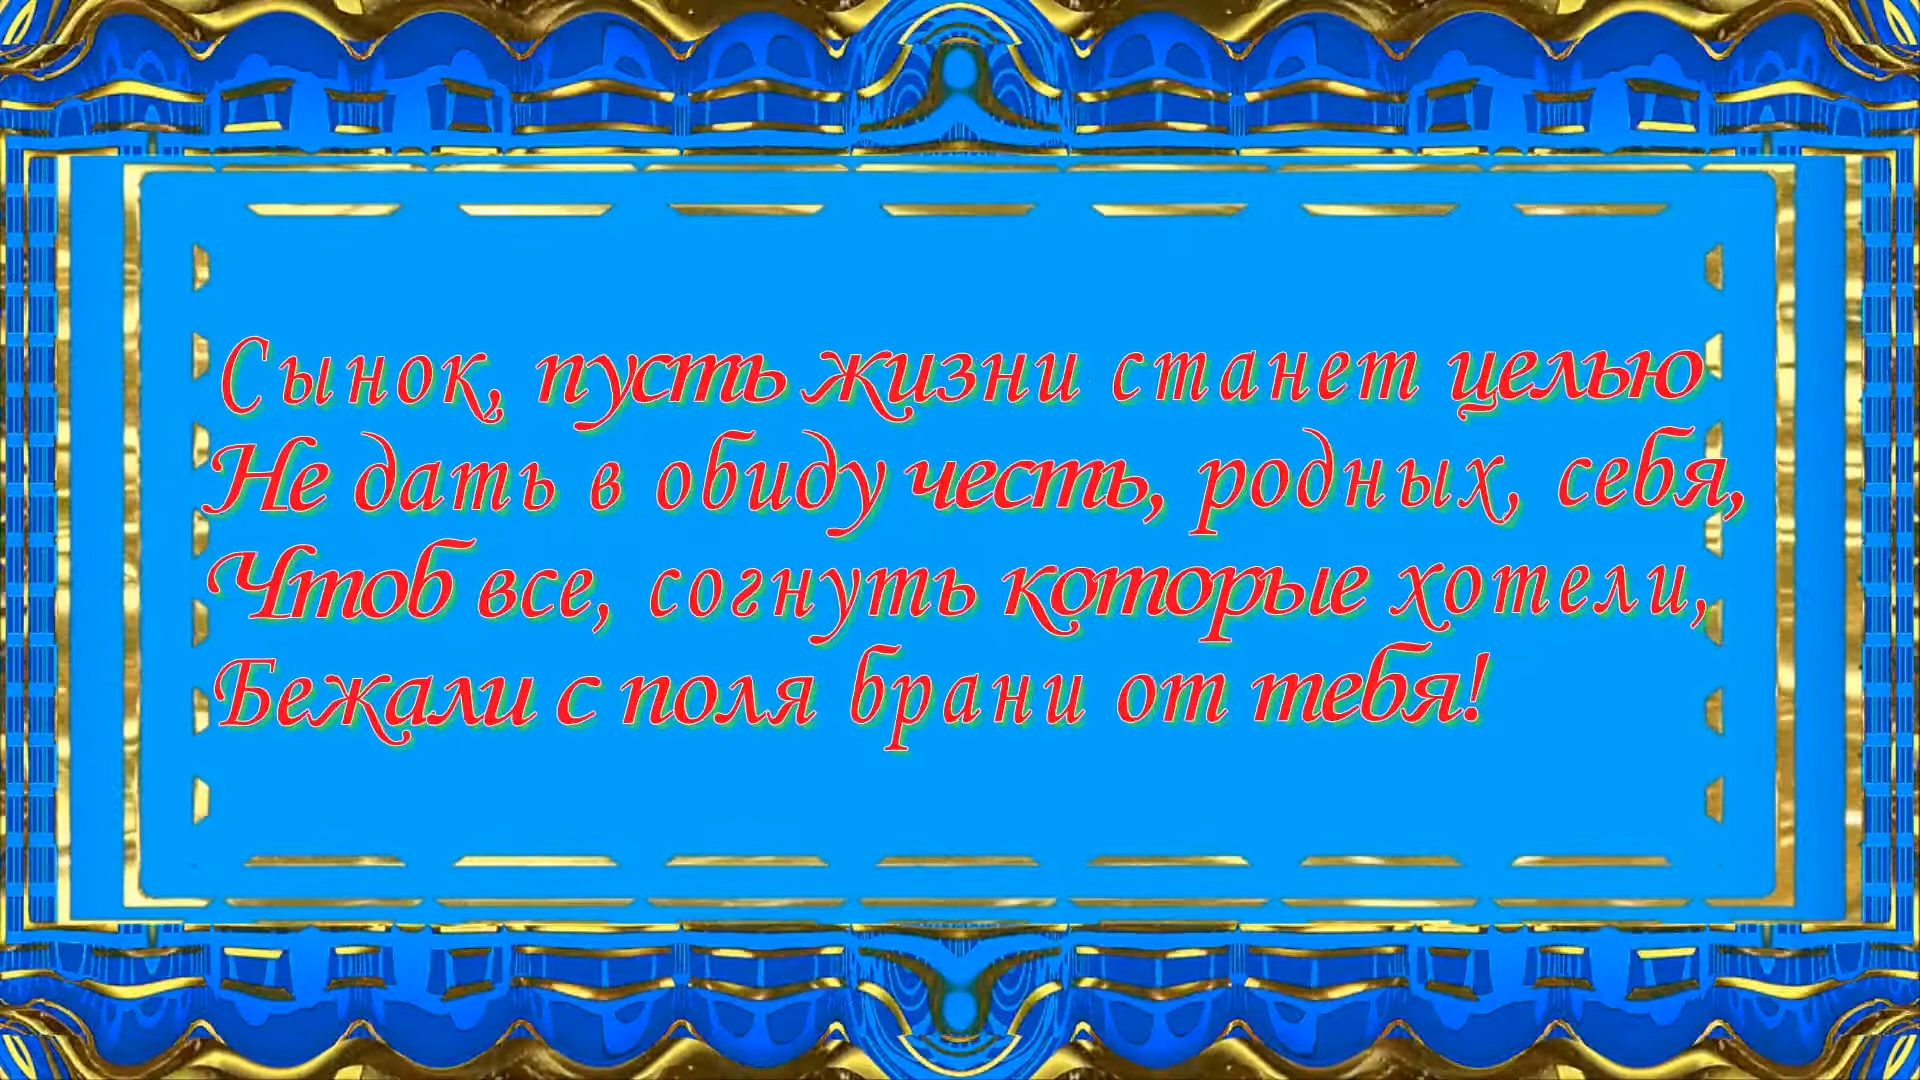 Сынок, пусть жизни станет целью
Не дать в обиду честь, родных, себя,
Чтоб все, согнуть которые хотели,
Бежали с поля брани от тебя!